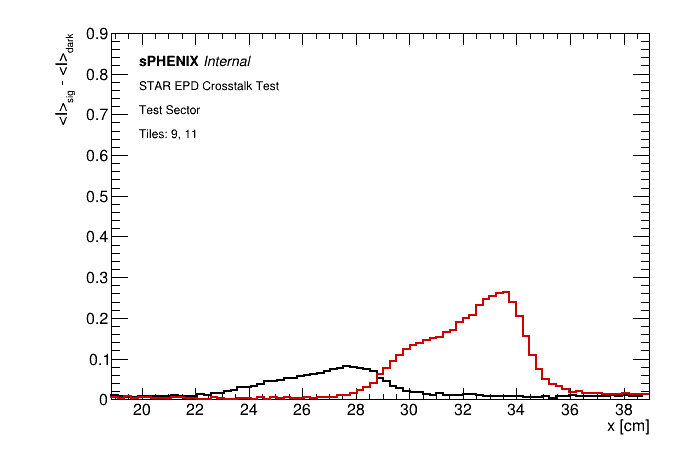 0.9
0.8
0.7
0.6
0.5
0.4
0.3
0.2
0.1
0
<I>sig - <I>dark
sPHENIX Internal
STAR EPD Crosstalk Test
Test Sector
Tiles: 9, 11
20 22 24 26 28 30 32 34 36 38
x [cm]